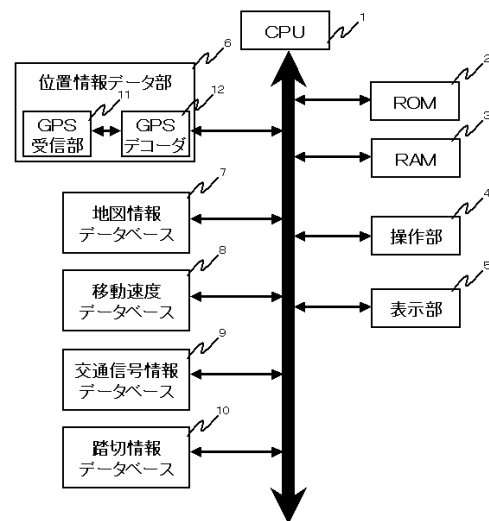 CPU
1
6
位置情報データ部
11
12
GPS
受信部
GPS
デコーダ
2
ROM
3
RAM
7
地図情報
データベース
4
操作部
8
移動速度
データベース
5
表示部
9
交通信号情報
データベース
10
踏切情報
データベース